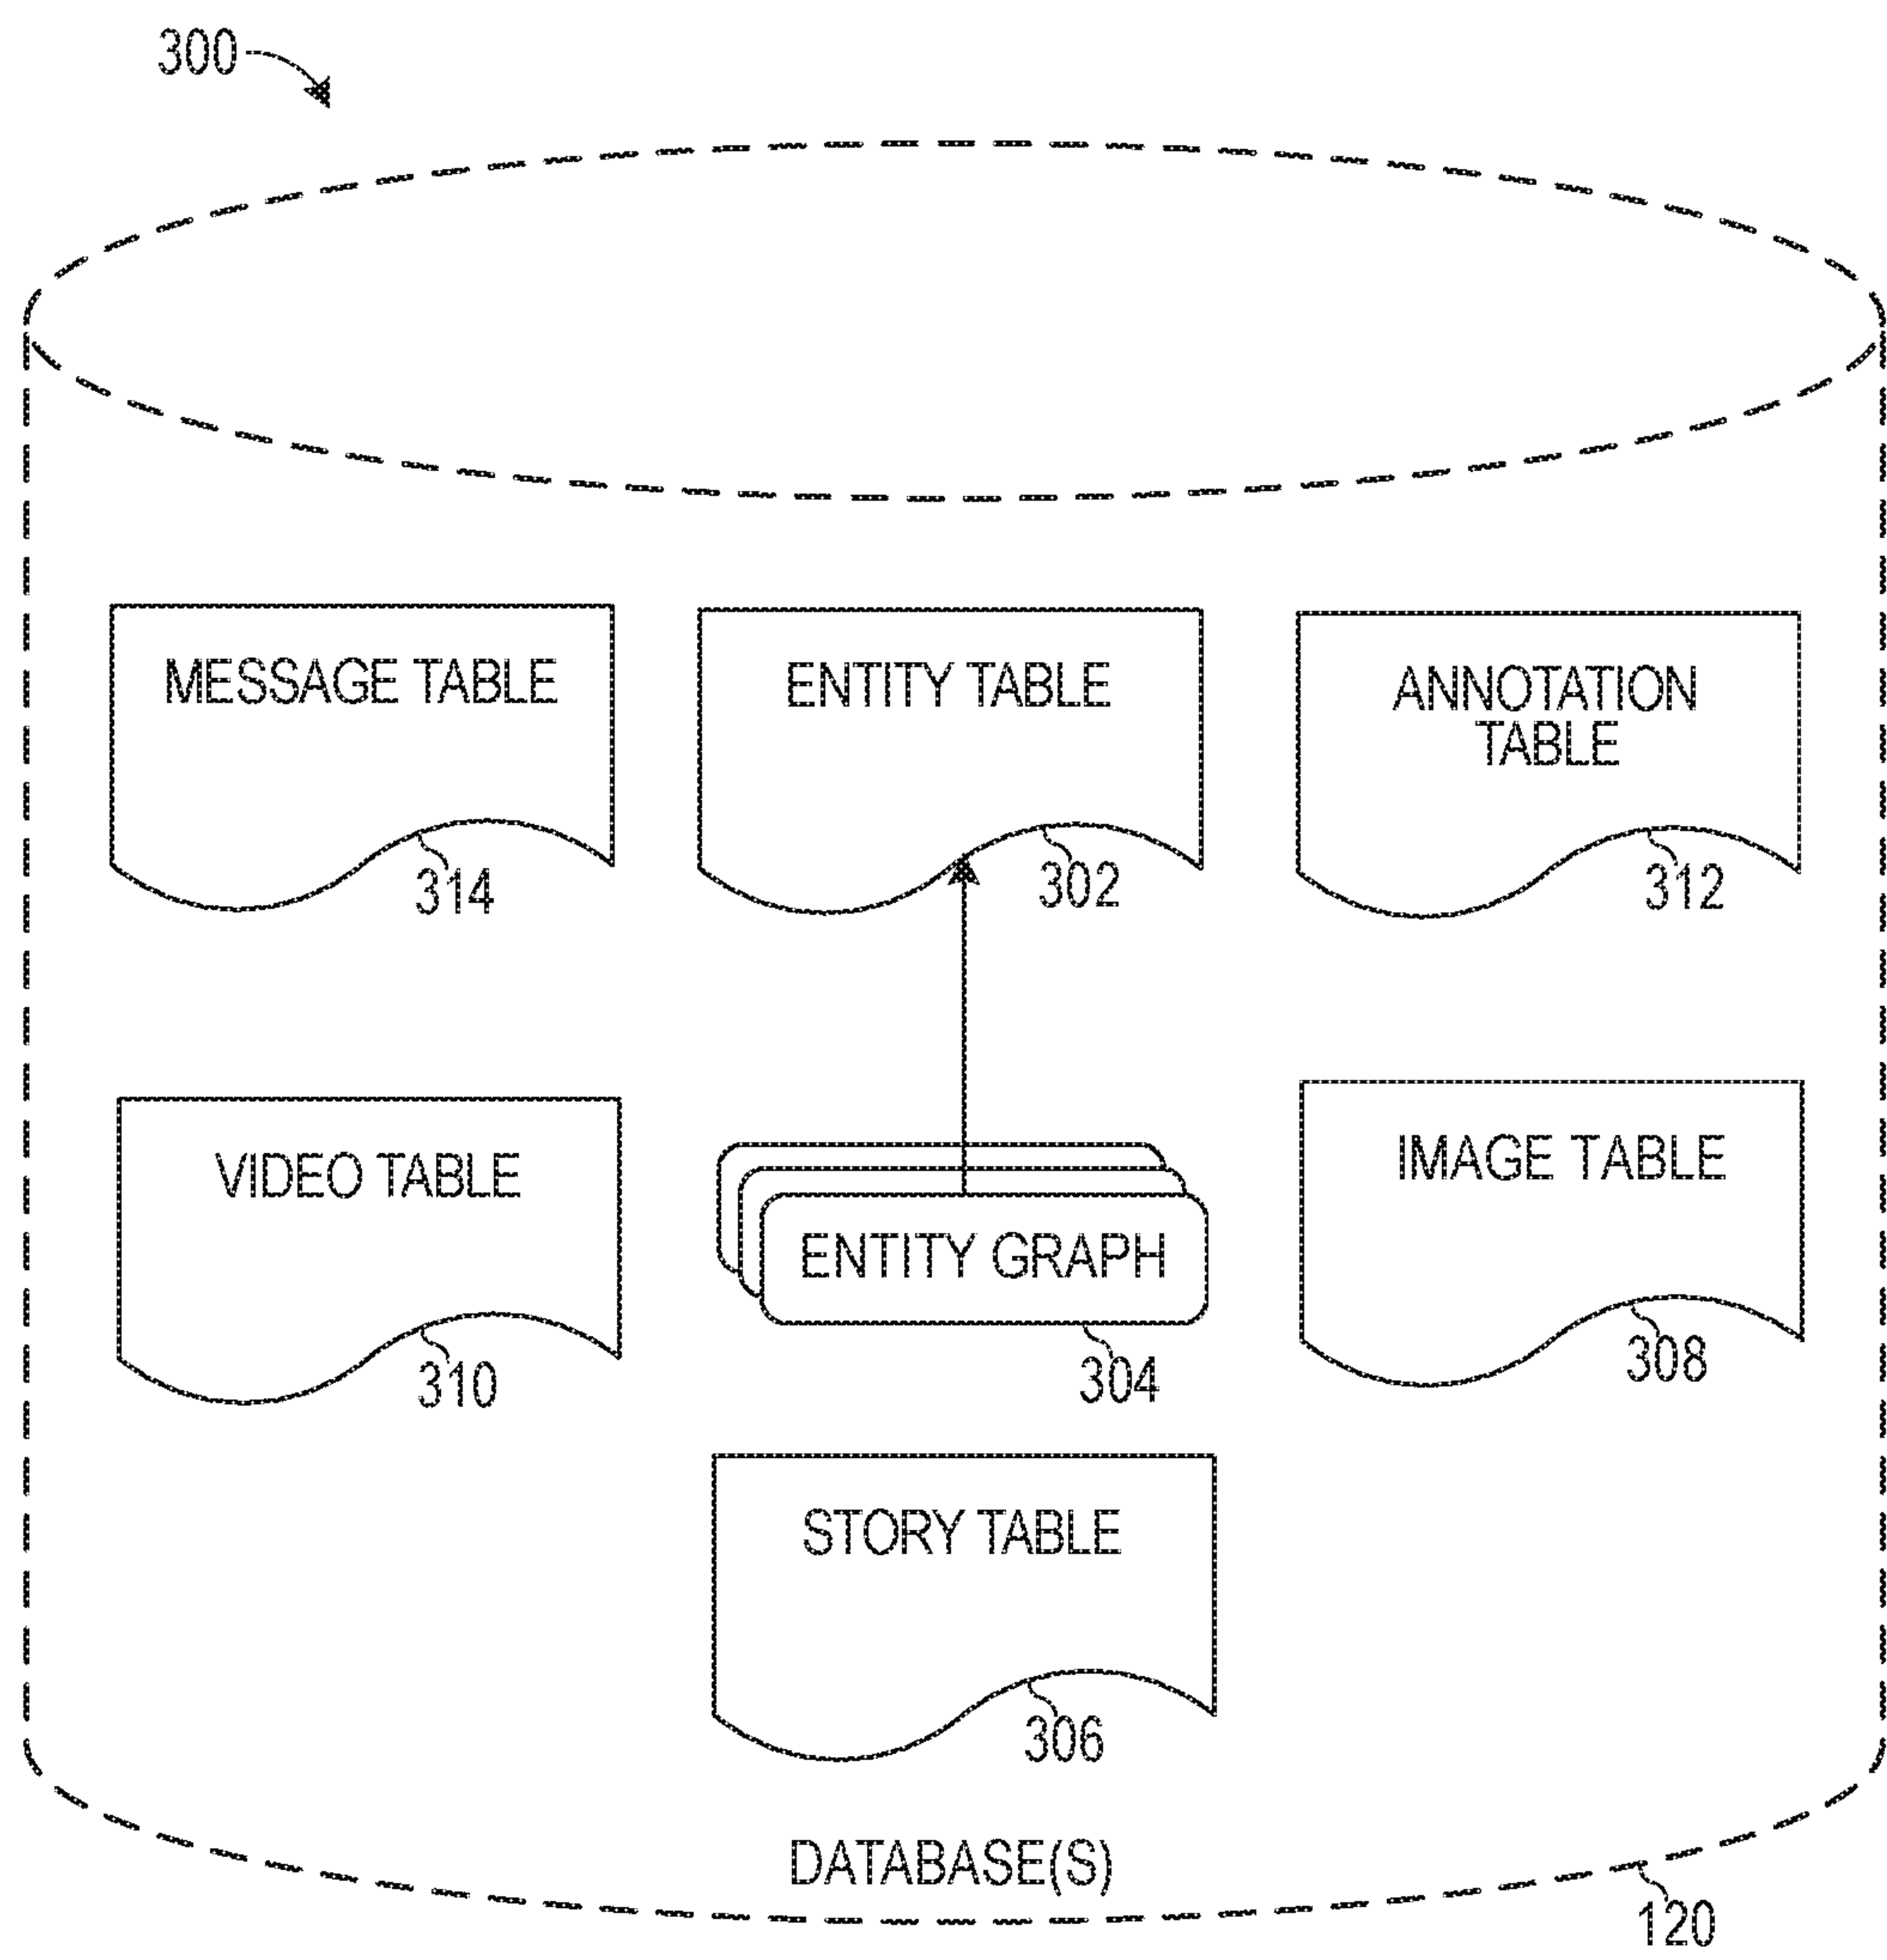 300
MESSAGE TABLE
314
ENTITY TABLE
302
ANNOTATION
TABLE
312
VIDEO TABLE
310
ENTITY GRAPH
304
IMAGE TABLE
308
STORY TABLE
306
DATABASE(S)
120